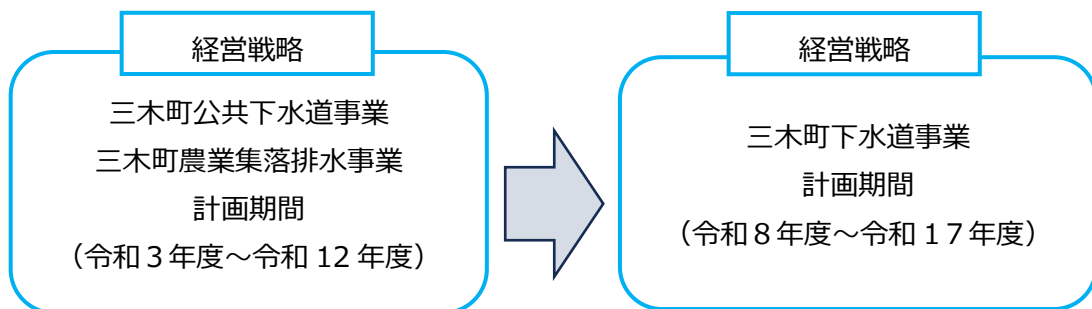 経営戦略
三木町公共下水道事業
三木町農業集落排水事業
計画期間
（令和３年度～令和 12 年度）
経営戦略
三木町下水道事業
計画期間
（令和８年度～令和１７年度）